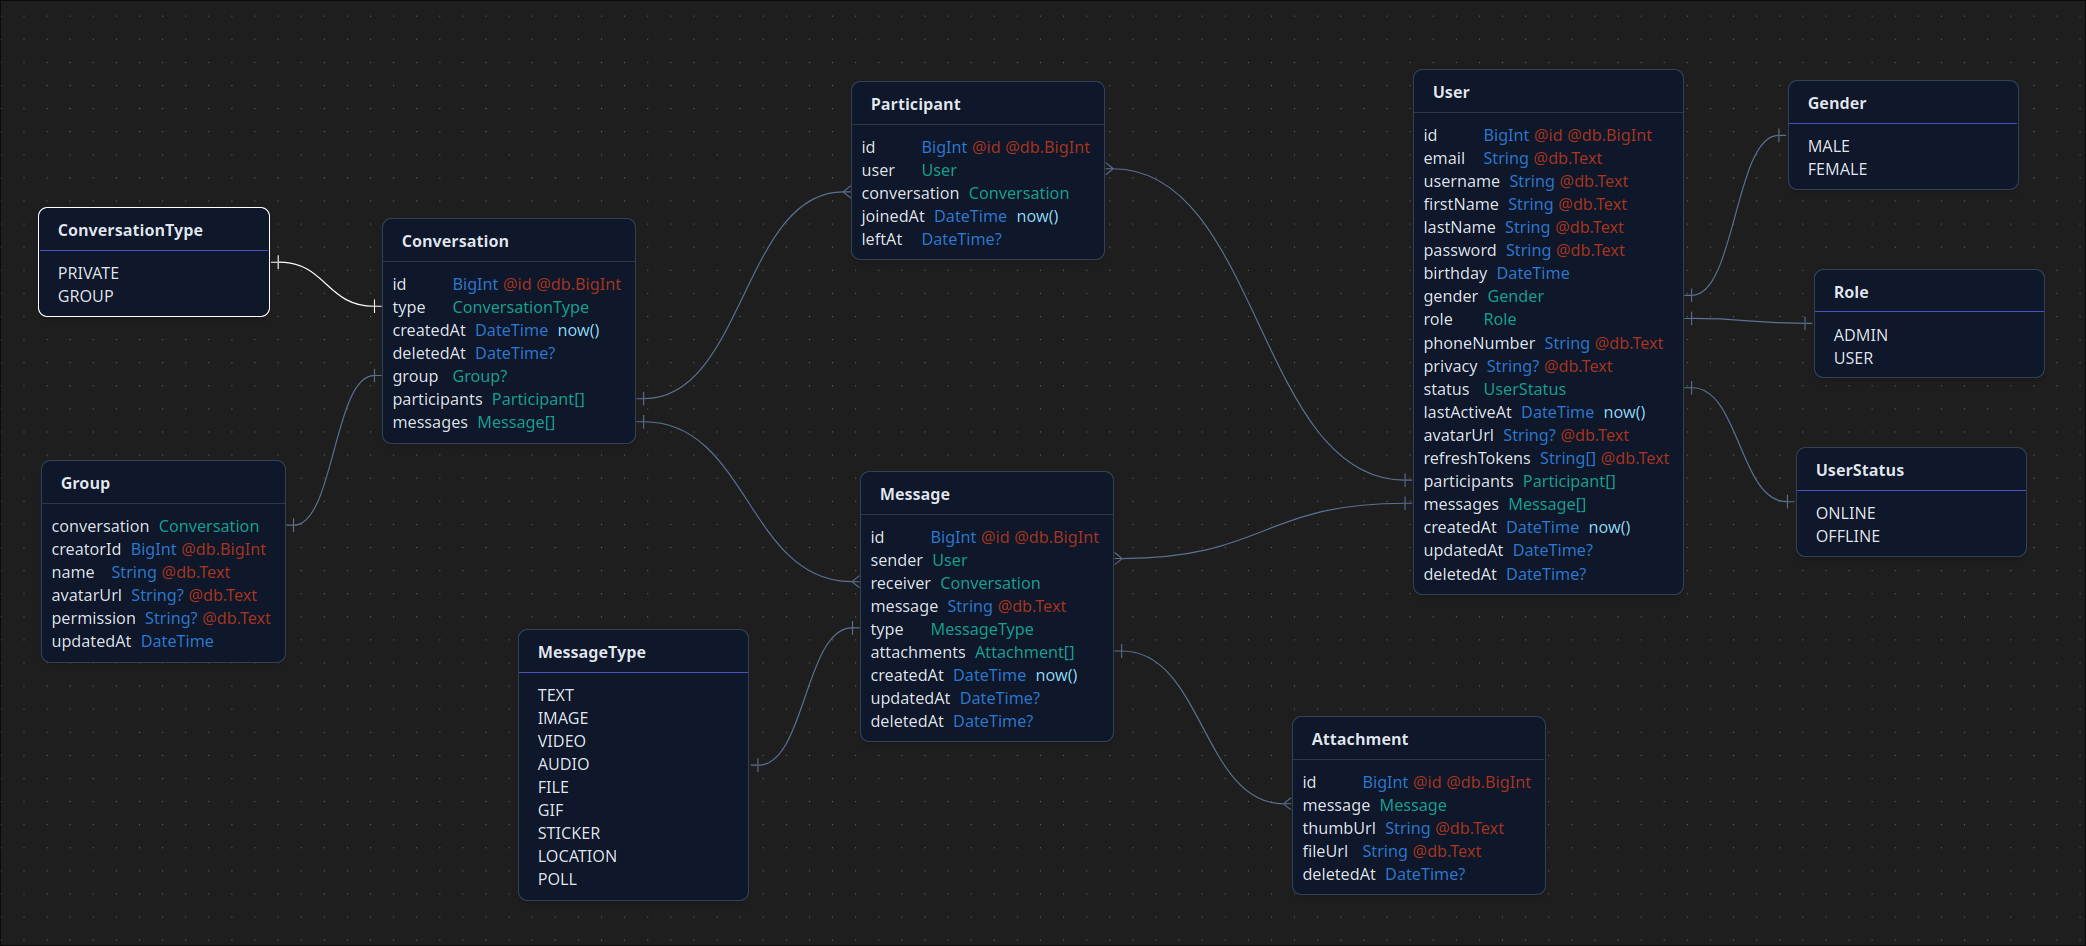 ConversationType
PRIVATE
GROUP
Group
conversation Conversation
creatorId BigInt @db.BigInt
name String @db.Text
avatarUrl String? @db.Text
permission String? @db.Text
updatedAt DateTime
Conversation
id BigInt @id @db.BigInt
type ConversationType
createdAt DateTime now()
deletedAt DateTime?
group Group?
participants Participant[]
messages Message[]
MessageType
TEXT
IMAGE
VIDEO
AUDIO
FILE
GIF
STICKER
LOCATION
POLL
Participant
id BigInt @id @db.BigInt
user User
conversation Conversation
joinedAt DateTime now()
leftAt DateTime?
Message
id BigInt @id @db.BigInt
sender User
receiver Conversation
message String @db.Text
type MessageType
attachments Attachment[]
createdAt DateTime now()
updatedAt DateTime?
deletedAt DateTime?
Attachment
id BigInt @id @db.BigInt
message Message
thumbUrl String @db.Text
fileUrl String @db.Text
deletedAt DateTime?
User
id BigInt @id @db.BigInt
email String @db.Text
username String @db.Text
firstName String @db.Text
lastName String @db.Text
password String @db.Text
birthday DateTime
gender Gender
role Role
phoneNumber String @db.Text
privacy String? @db.Text
status UserStatus
lastActiveAt DateTime now()
avatarUrl String? @db.Text
refreshTokens String[] @db.Text
participants Participant[]
messages Message[]
createdAt DateTime now()
updatedAt DateTime?
deletedAt DateTime?
Gender
MALE
FEMALE
Role
ADMIN
USER
UserStatus
ONLINE
OFFLINE